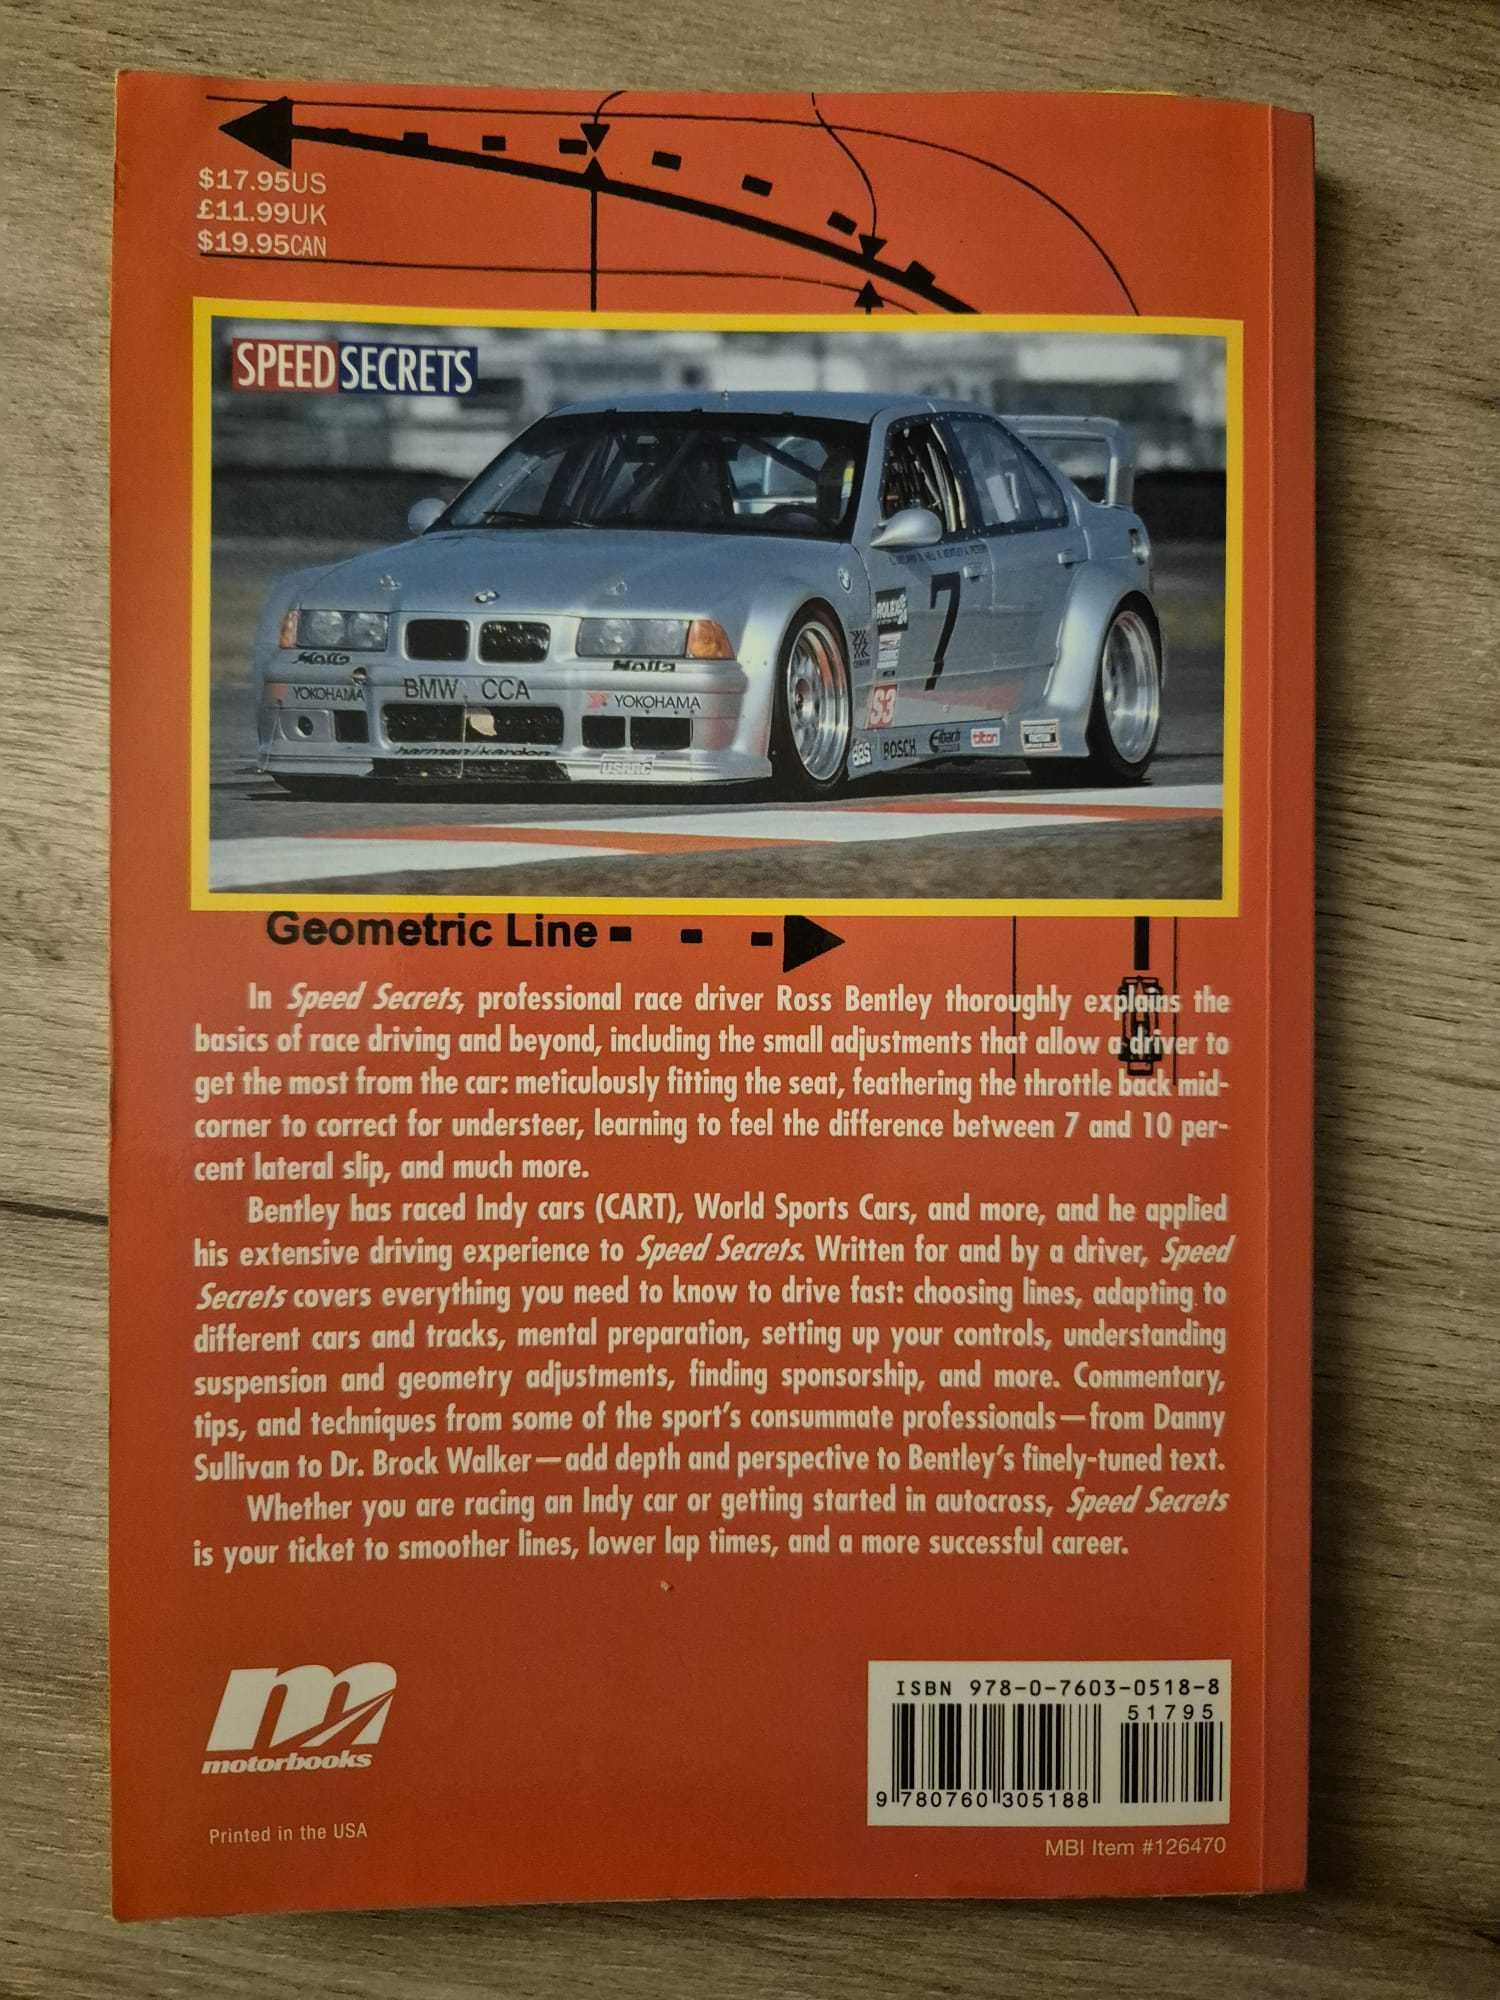 $17.95US
£11.99UK
$19.95CAN
SPEED SECRETS
7
ROLEX
Hella
Hella
YOKOHAMA
BMW CCA
YOKOHAMA
S3
harman/kardon
USRRC
BBS
BOSCH
Eibach
tilton
Geometric Line
In Speed Secrets, professional race driver Ross Bentley thoroughly explains the
basics of race driving and beyond, including the small adjustments that allow a driver to
get the most from the car: meticulously fitting the seat, feathering the throttle back mid-
corner to correct for understeer, learning to feel the difference between 7 and 10 per-
cent lateral slip, and much more.
Bentley has raced Indy cars (CART), World Sports Cars, and more, and he applied
his extensive driving experience to Speed Secrets. Written for and by a driver, Speed
Secrets covers everything you need to know to drive fast: choosing lines, adapting to
different cars and tracks, mental preparation, setting up your controls, understanding
suspension and geometry adjustments, finding sponsorship, and more. Commentary,
tips, and techniques from some of the sport's consummate professionals—from Danny
Sullivan to Dr. Brock Walker—add depth and perspective to Bentley's finely-tuned text.
Whether you are racing an Indy car or getting started in autocross, Speed Secrets
is your ticket to smoother lines, lower lap times, and a more successful career.
m
motorbooks
Printed in the USA
ISBN 978-0-7603-0518-8
51795
9 780760 305188
MBI Item #126470